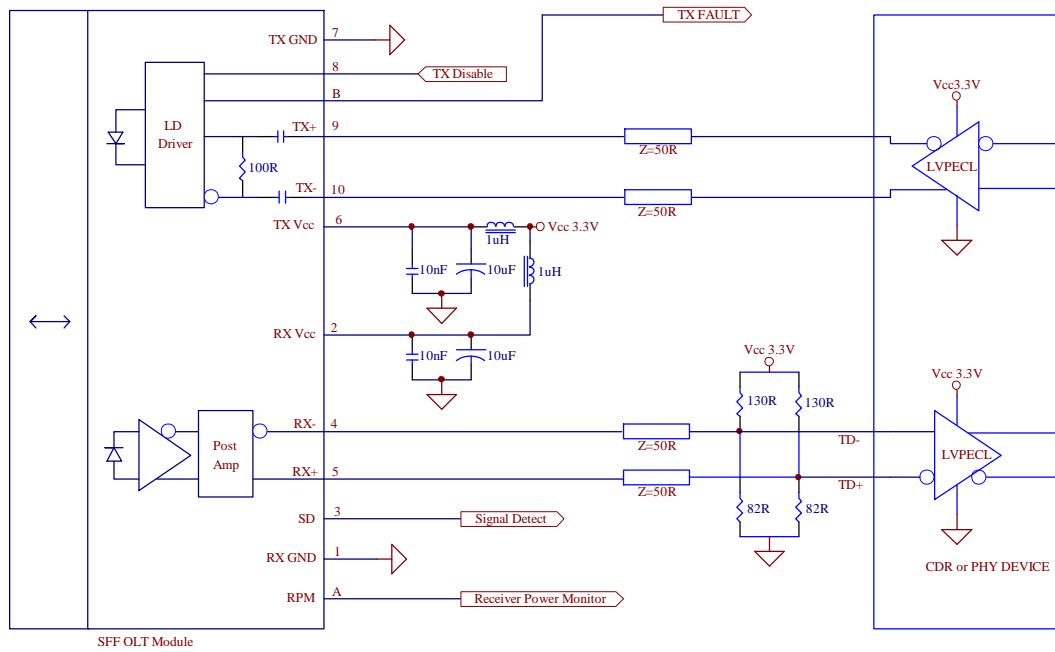 TX FAULT
TX GND
7
8
TX Disable
B
Vcc3.3V
LD
Driver
TX+
9
Z=50R
LVPECL
100R
TX-
10
Z=50R
TX Vcc
6
Vcc 3.3V
1uH
10nF
10uF
1uH
RX Vcc
2
10nF
10uF
Vcc 3.3V
Vcc 3.3V
130R
130R
RX-
4
Z=50R
TD-
Post
Amp
LVPECL
RX+
5
Z=50R
TD+
82R
82R
SD
3
Signal Detect
RX GND
1
CDR or PHY DEVICE
RPM
A
Receiver Power Monitor
SFF OLT Module